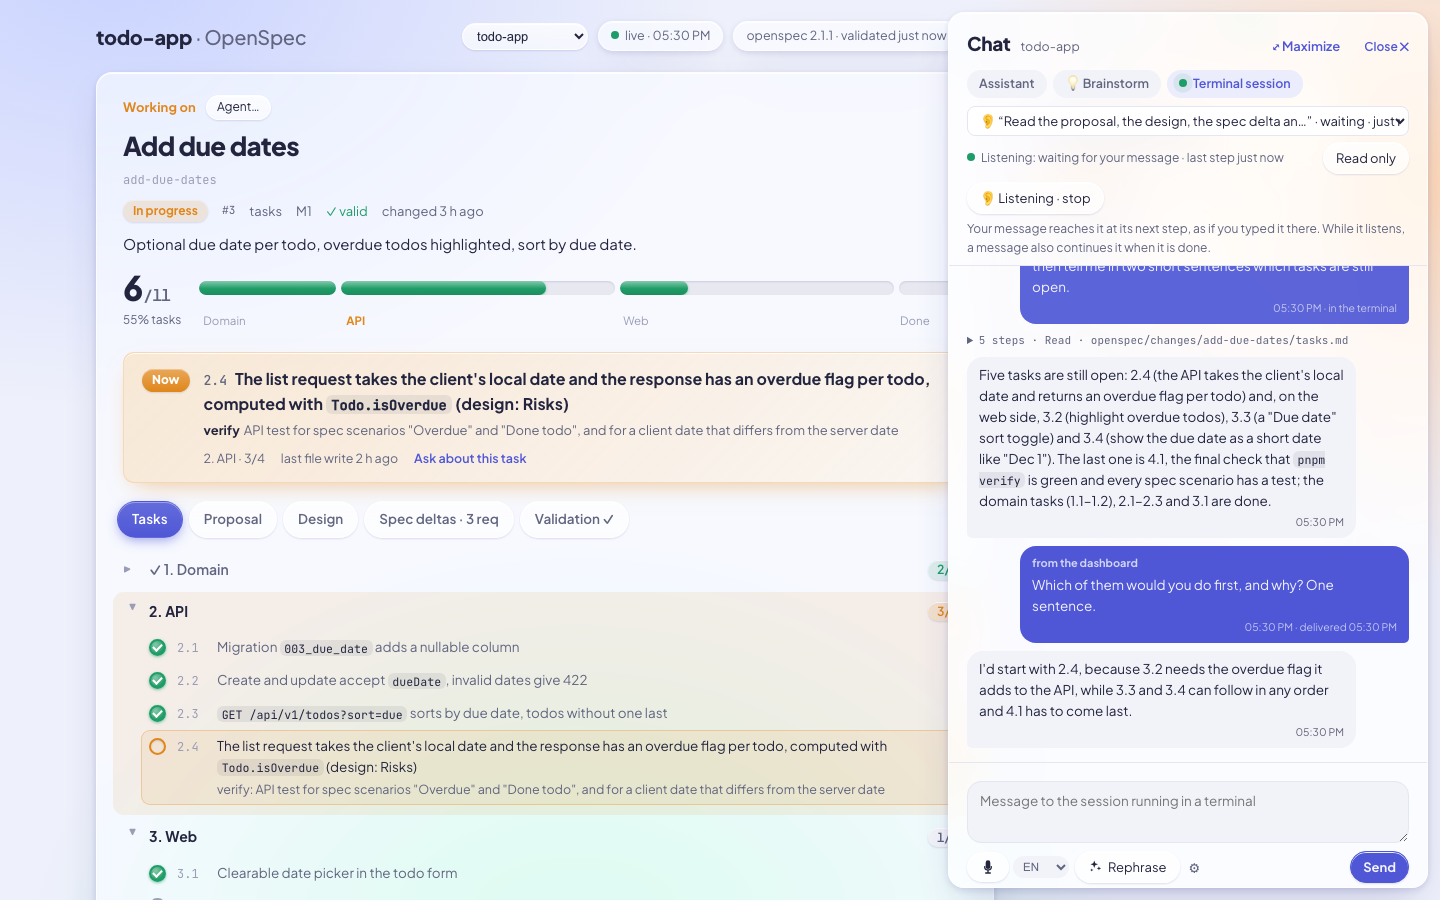 todo-app · OpenSpec
todo-app
live · 05:30 PM
openspec 2.1.1 · validated just now
Working on
Agent…
Add due dates
add-due-dates
In progress
#3
tasks
M1
✓ valid
changed 3 h ago
Optional due date per todo, overdue todos highlighted, sort by due date.
6/11
55% tasks
Domain
API
Web
Done
Now
2.4 The list request takes the client's local date and the response has an overdue flag per todo,
computed with Todo.isOverdue (design: Risks)
verify API test for spec scenarios "Overdue" and "Done todo", and for a client date that differs from the server date
2. API · 3/4
last file write 2 h ago
Ask about this task
Tasks
Proposal
Design
Spec deltas · 3 req
Validation ✓
✓ 1. Domain
2/
2. API
3/
2.1 Migration 003_due_date adds a nullable column
2.2 Create and update accept dueDate, invalid dates give 422
2.3 GET /api/v1/todos?sort=due sorts by due date, todos without one last
2.4 The list request takes the client's local date and the response has an overdue flag per todo, computed with
Todo.isOverdue (design: Risks)
verify: API test for spec scenarios "Overdue" and "Done todo", and for a client date that differs from the server date
3. Web
1/
3.1 Clearable date picker in the todo form
Chat todo-app
Maximize
Close ✕
Assistant
Brainstorm
Terminal session
"Read the proposal, the design, the spec delta an…" · waiting · just
Listening: waiting for your message · last step just now
Read only
Listening · stop
Your message reaches it at its next step, as if you typed it there. While it listens,
a message also continues it when it is done.
then tell me in two short sentences which tasks are still
open.
05:30 PM · in the terminal
5 steps · Read · openspec/changes/add-due-dates/tasks.md
Five tasks are still open: 2.4 (the API takes the client's local
date and returns an overdue flag per todo) and, on the
web side, 3.2 (highlight overdue todos), 3.3 (a "Due date"
sort toggle) and 3.4 (show the due date as a short date
like "Dec 1"). The last one is 4.1, the final check that pnpm
verify is green and every spec scenario has a test; the
domain tasks (1.1–1.2), 2.1–2.3 and 3.1 are done.
05:30 PM
from the dashboard
Which of them would you do first, and why? One
sentence.
05:30 PM · delivered 05:30 PM
I'd start with 2.4, because 3.2 needs the overdue flag it
adds to the API, while 3.3 and 3.4 can follow in any order
and 4.1 has to come last.
05:30 PM
Message to the session running in a terminal
EN
Rephrase
Send